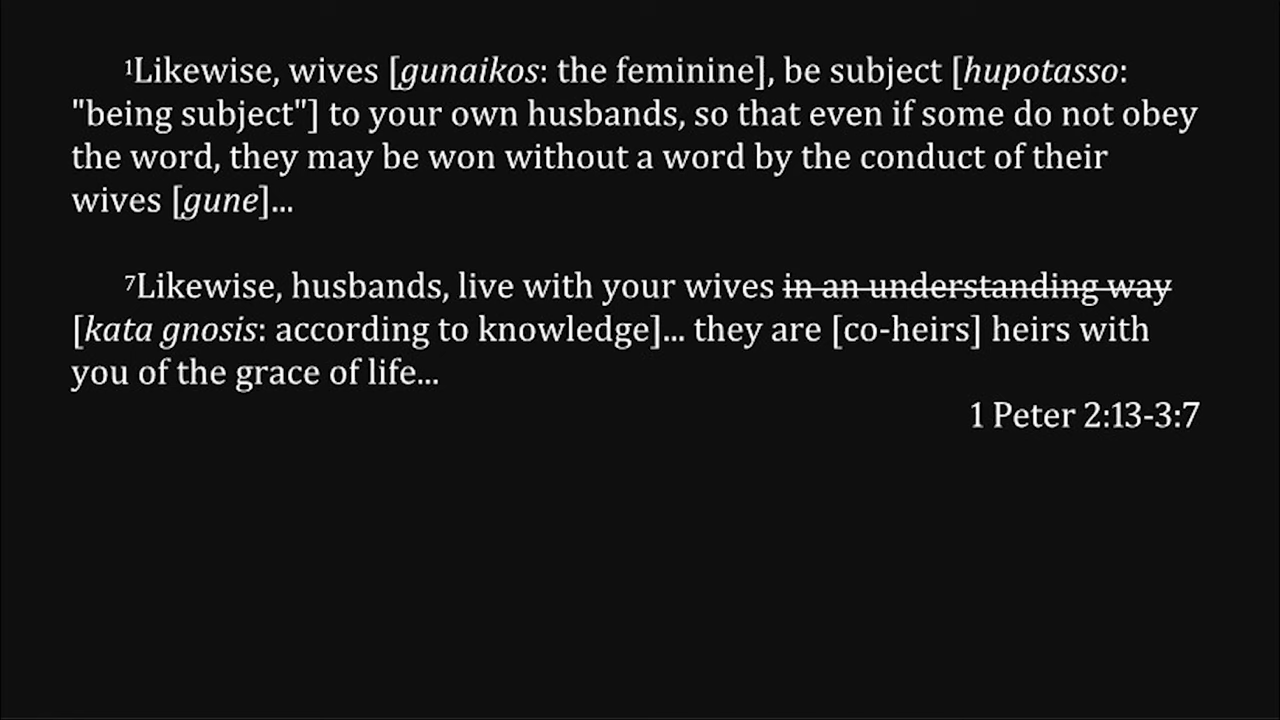 ¹Likewise, wives [gunaikos: the feminine], be subject [hupotasso:
"being subject"] to your own husbands, so that even if some do not obey
the word, they may be won without a word by the conduct of their
wives [gune]...
⁷Likewise, husbands, live with your wives in an understanding way
[kata gnosis: according to knowledge]... they are [co-heirs] heirs with
you of the grace of life...
1 Peter 2:13-3:7